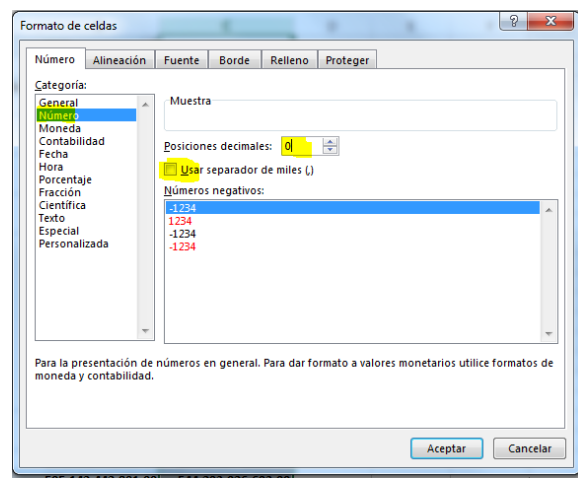 Formato de celdas
Número Alineación Fuente Borde Relleno Proteger
Categoría:
General
Número
Moneda
Contabilidad
Fecha
Hora
Porcentaje
Fracción
Científica
Texto
Especial
Personalizada
Muestra
Posiciones decimales: 0
Usar separador de miles (,)
Números negativos:
-1234
1234
-1234
-1234
Para la presentación de números en general. Para dar formato a valores monetarios utilice formatos de
moneda y contabilidad.
Aceptar Cancelar